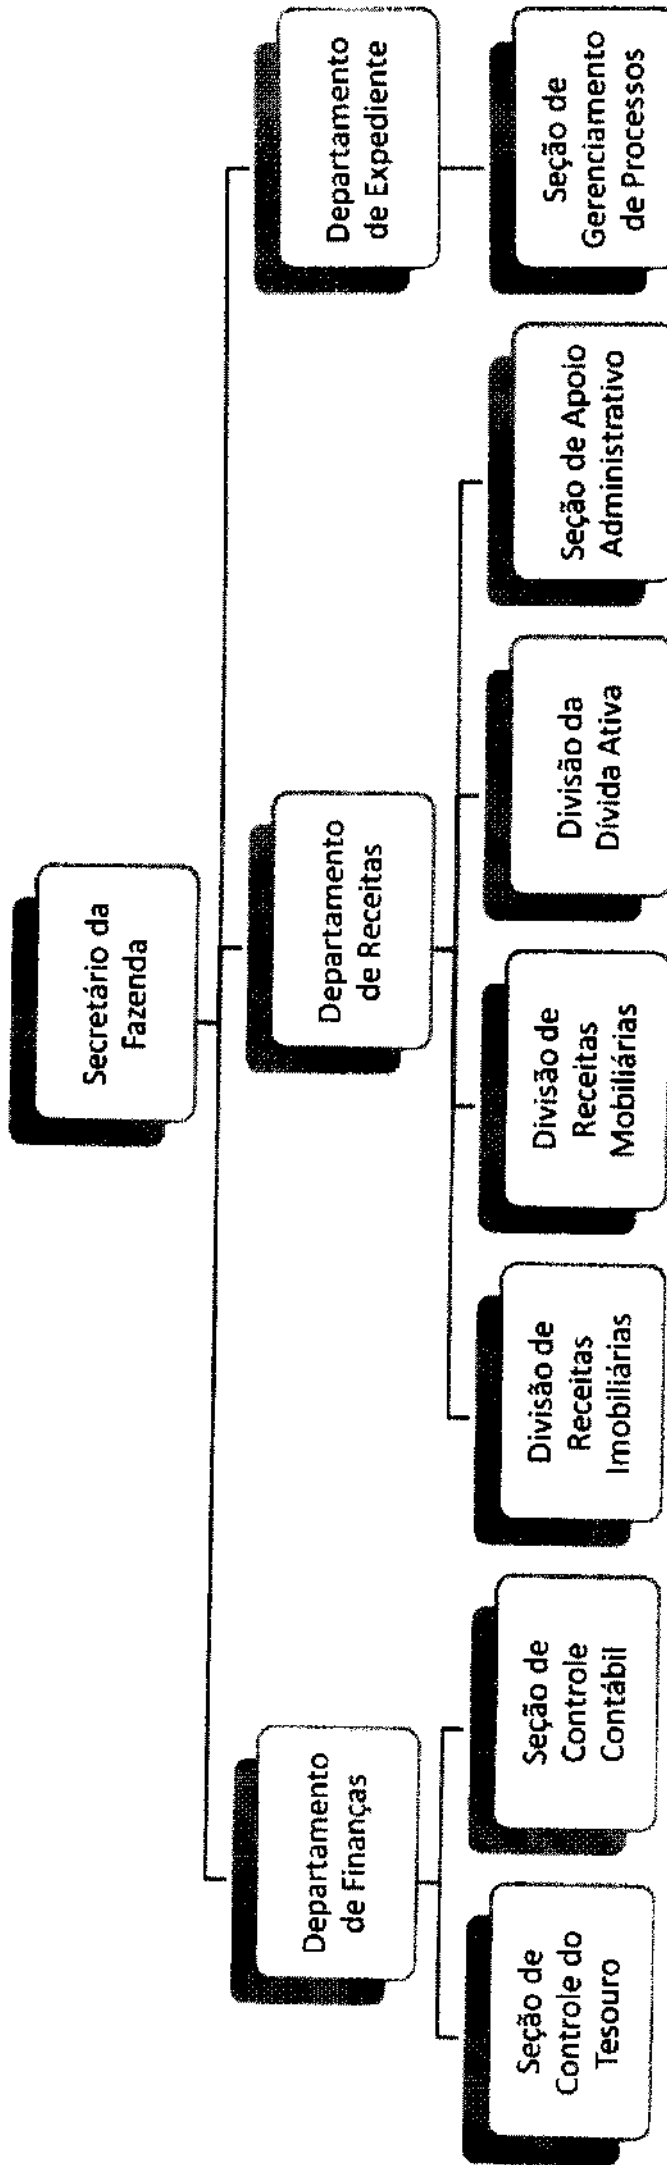 Secretário da
Fazenda
Departamento
de Finanças
Departamento
de Receitas
Departamento
de Expediente
Seção de
Controle do
Tesouro
Seção de
Controle
Contábil
Divisão de
Receitas
Imobiliárias
Divisão de
Receitas
Mobiliárias
Divisão da
Dívida Ativa
Seção de Apoio
Administrativo
Seção de
Gerenciamento
de Processos